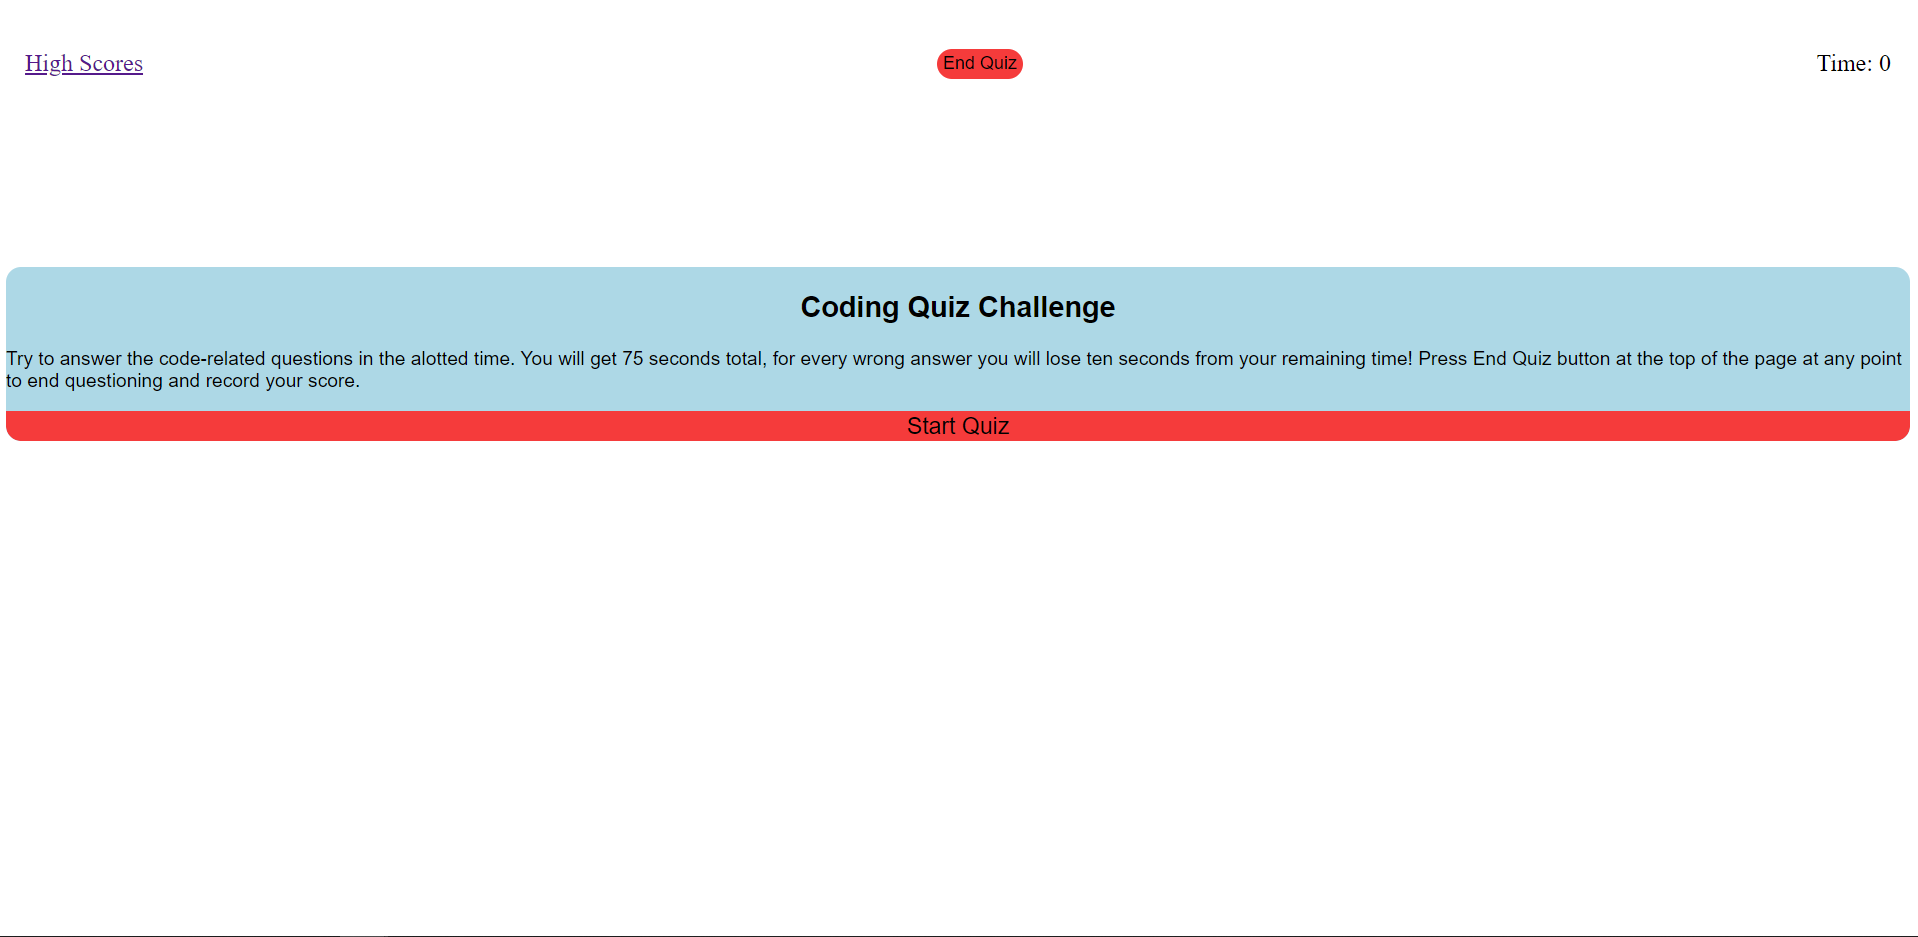 High Scores
End Quiz
Time: 0
Coding Quiz Challenge
Try to answer the code-related questions in the alotted time. You will get 75 seconds total, for every wrong answer you will lose ten seconds from your remaining time! Press End Quiz button at the top of the page at any point
to end questioning and record your score.
Start Quiz